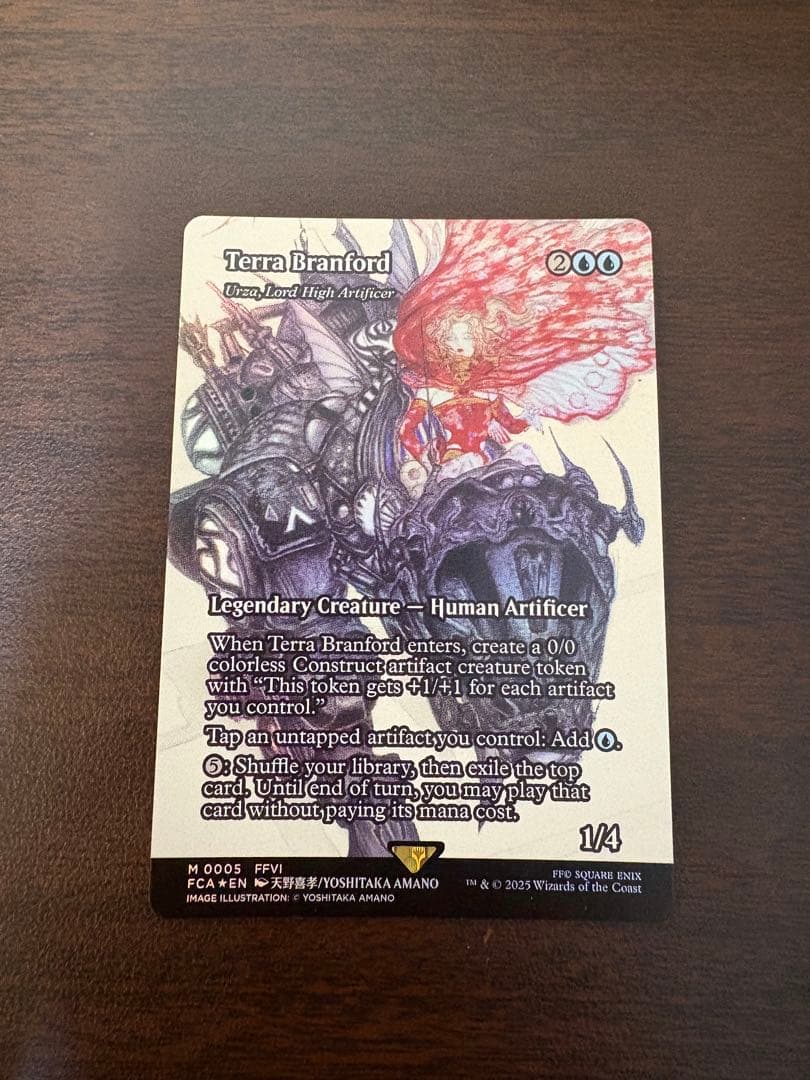 Terra Branford 2
Urza, Lord High Artificer
Legendary Creature — Human Artificer
When Terra Branford enters, create a 0/0
colorless Construct artifact creature token
with “This token gets +1/+1 for each artifact
you control.”
Tap an untapped artifact you control: Add .
5: Shuffle your library, then exile the top
card. Until end of turn, you may play that
card without paying its mana cost.
1/4
M 0005 FFVI
FCA★EN 天野喜孝/YOSHITAKA AMANO
IMAGE ILLUSTRATION: © YOSHITAKA AMANO
FF© SQUARE ENIX
™ & © 2025 Wizards of the Coast